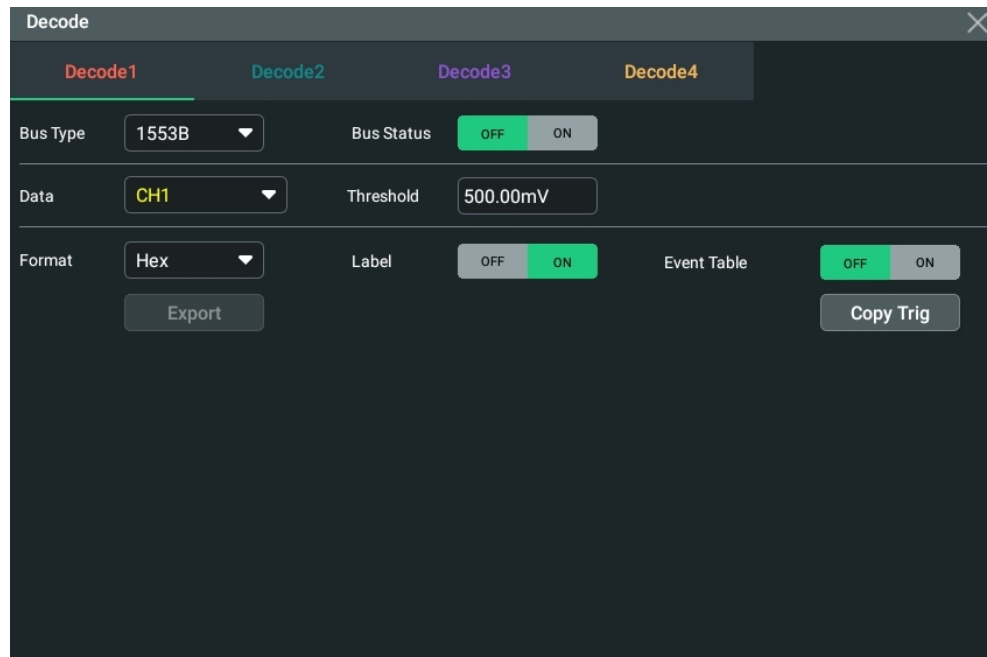 Decode
Decode1 Decode2 Decode3 Decode4
Bus Type 1553B Bus Status OFF ON
Data CH1 Threshold 500.00mV
Format Hex Label OFF ON Event Table OFF ON
Export Copy Trig